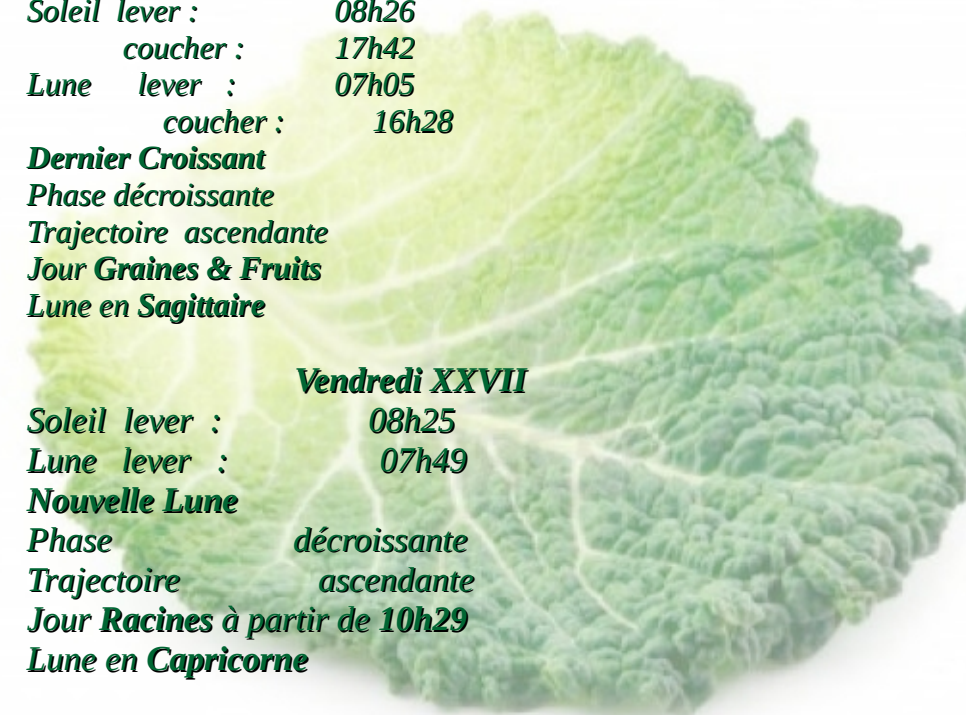 Soleil lever : 08h26
coucher : 17h42
Lune lever : 07h05
coucher : 16h28
Dernier Croissant
Phase décroissante
Trajectoire ascendante
Jour Graines & Fruits
Lune en Sagittaire
Vendredi XXVII
Soleil lever : 08h25
Lune lever : 07h49
Nouvelle Lune
Phase décroissante
Trajectoire ascendante
Jour Racines à partir de 10h29
Lune en Capricorne